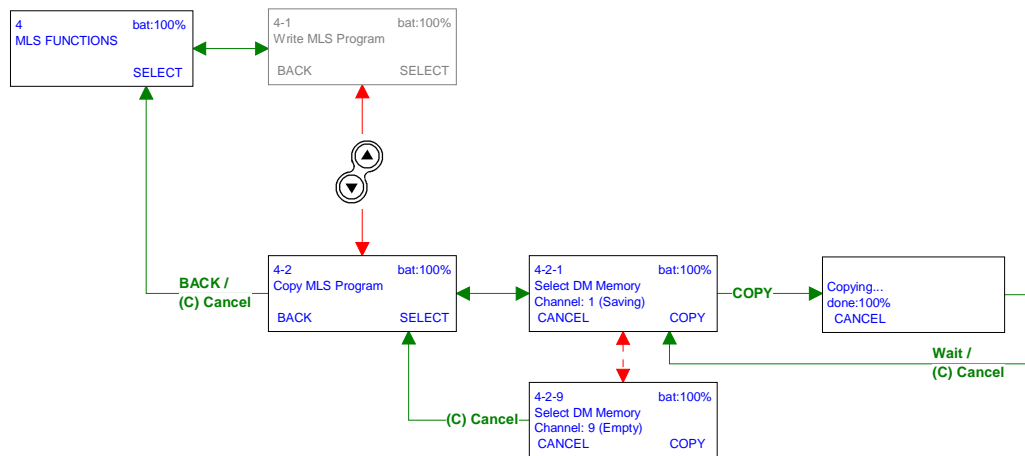 4 bat:100%
MLS FUNCTIONS
SELECT
4-1
Write MLS Program
BACK SELECT
BACK /
(C) Cancel
4-2 bat:100%
Copy MLS Program
BACK SELECT
4-2-1 bat:100%
Select DM Memory
Channel: 1 (Saving)
CANCEL COPY
COPY
Copying...
done:100%
CANCEL
Wait /
(C) Cancel
(C) Cancel
4-2-9 bat:100%
Select DM Memory
Channel: 9 (Empty)
CANCEL COPY